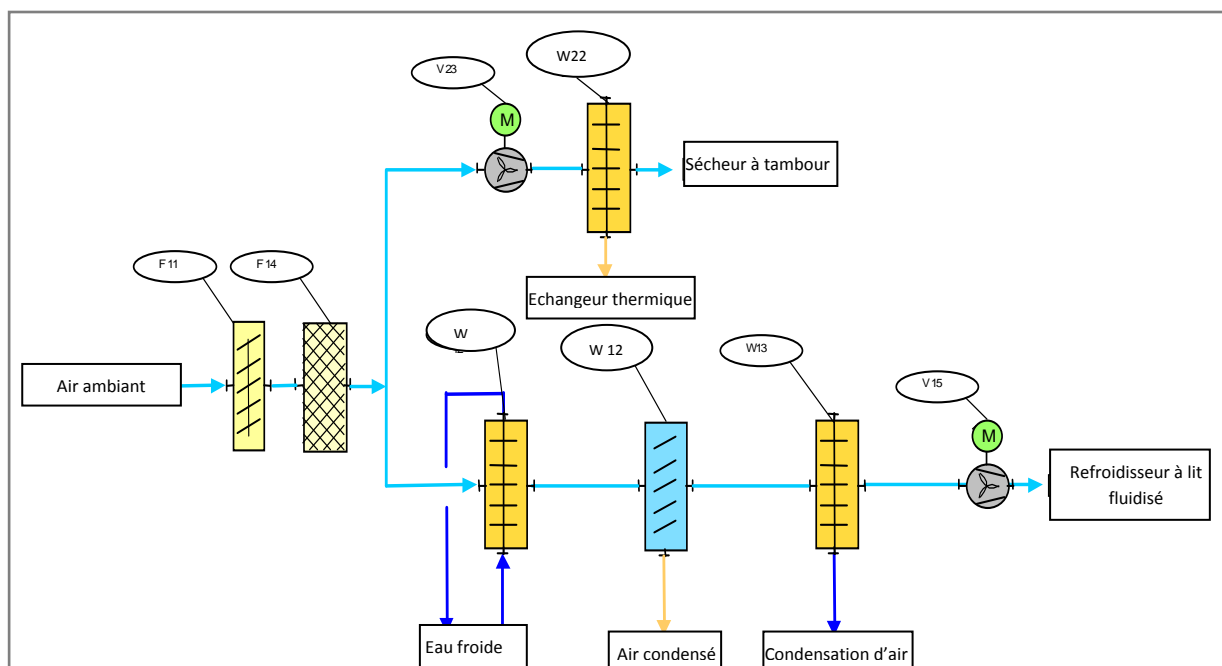 V23
W22
M
Sécheur à tambour
F 11
F 14
Echangeur thermique
W
W 12
W13
V 15
Air ambiant
M
Refroidisseur à lit
fluidisé
Eau froide
Air condensé
Condensation d'air